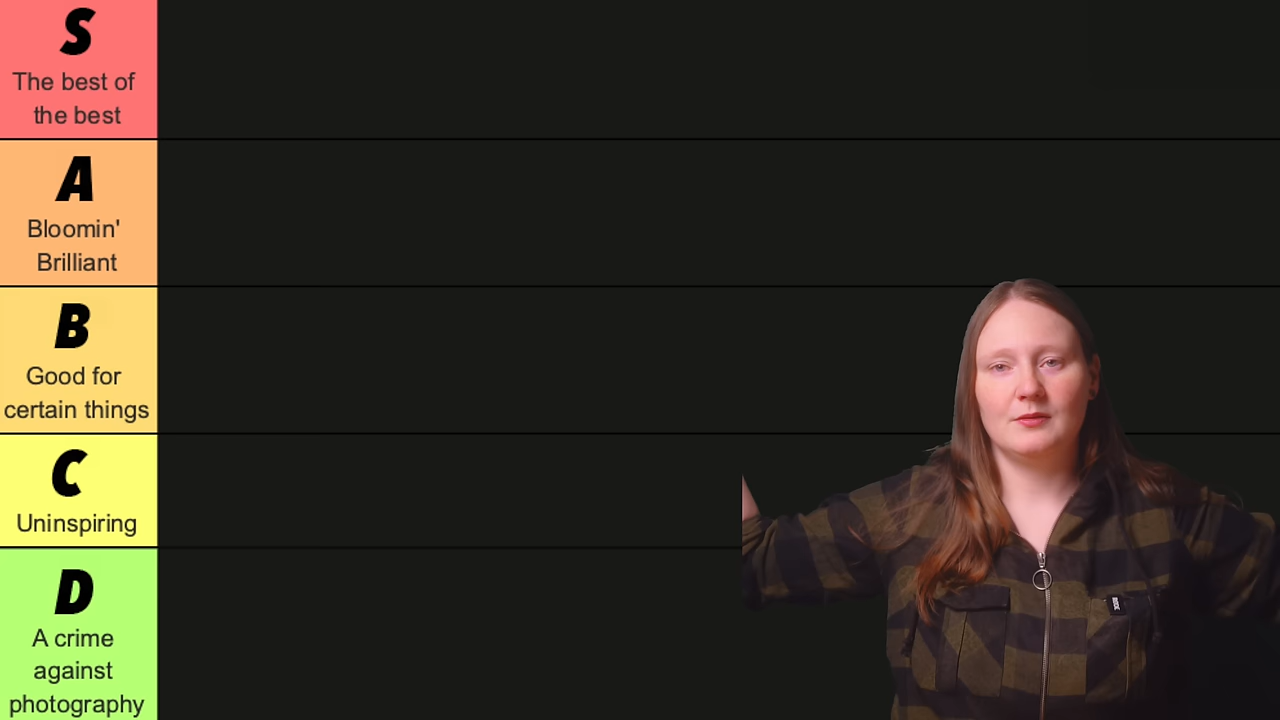 S
The best of
the best
A
Bloomin'
Brilliant
B
Good for
certain things
C
Uninspiring
D
A crime
against
photography